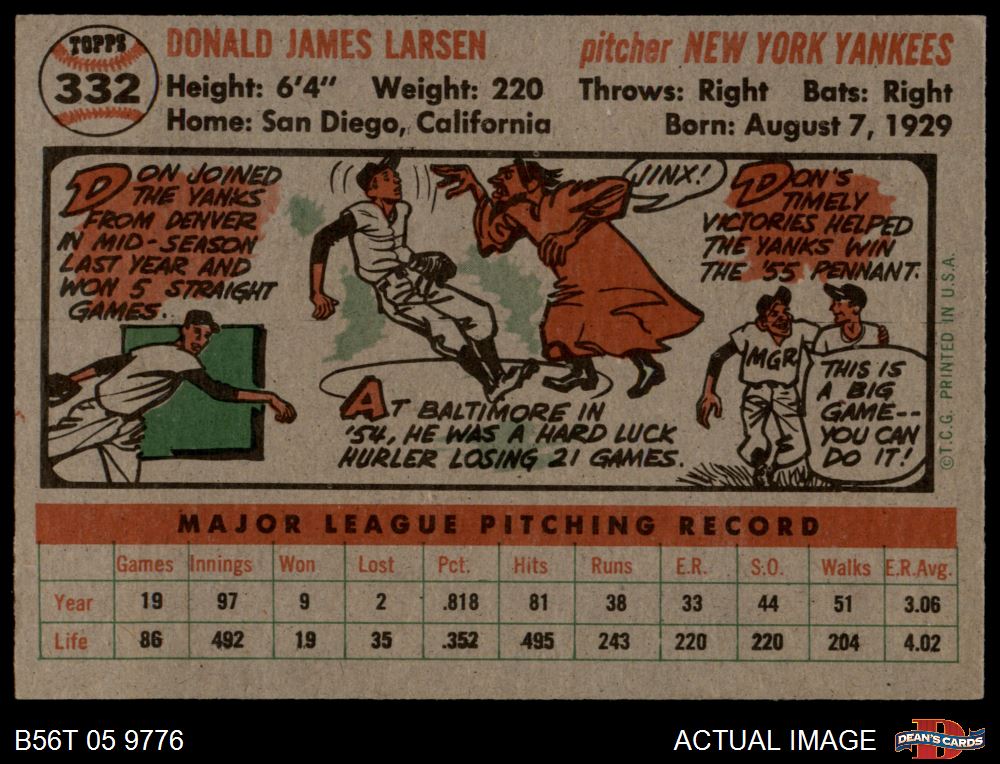 TOPPS
332
DONALD JAMES LARSEN
pitcher NEW YORK YANKEES
Height: 6'4" Weight: 220 Throws: Right Bats: Right
Home: San Diego, California Born: August 7, 1929
DON JOINED
THE YANKS
FROM DENVER
IN MID-SEASON
LAST YEAR AND
WON 5 STRAIGHT
GAMES.
JINX!
AT BALTIMORE IN
'54, HE WAS A HARD LUCK
HURLER LOSING 21 GAMES.
DON'S
TIMELY
VICTORIES HELPED
THE YANKS WIN
THE '55 PENNANT.
MGR
THIS IS
A BIG
GAME--
YOU CAN
DO IT!
©T.C.G. PRINTED IN U.S.A.
MAJOR LEAGUE PITCHING RECORD
Games Innings Won Lost Pct. Hits Runs E.R. S.O. Walks E.R.Avg.
Year 19 97 9 2 .818 81 38 33 44 51 3.06
Life 86 492 19 35 .352 495 243 220 220 204 4.02
B56T 05 9776
ACTUAL IMAGE
DEAN'S CARDS